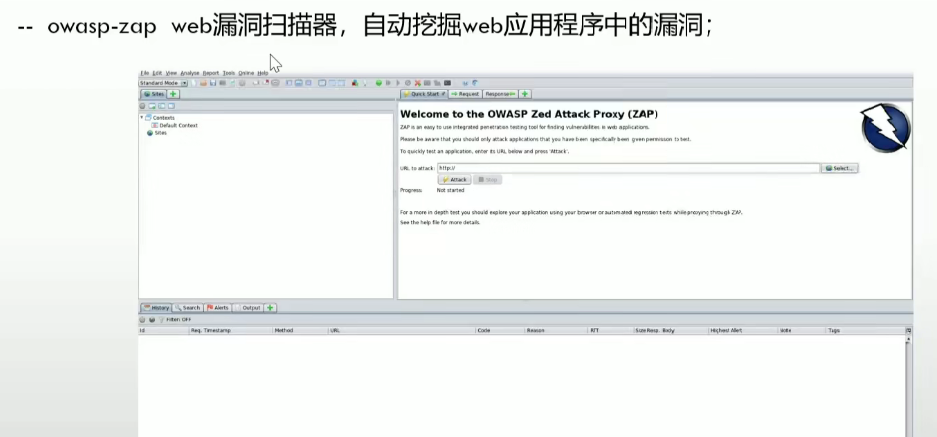 -- owasp-zap web漏洞扫描器，自动挖掘web应用程序中的漏洞；
File Edit View Analyse Report Tools Online Help
Standard Mode
Sites
Quick Start Request Response
Contexts
Default Context
Sites
Welcome to the OWASP Zed Attack Proxy (ZAP)
ZAP is an easy to use integrated penetration testing tool for finding vulnerabilities in web applications.
Please be aware that you should only attack applications that you have been specifically been given permission to test.
To quickly test an application, enter its URL below and press 'Attack'.
URL to attack: http:// Select...
Attack Stop
Progress: Not started
For a more in depth test you should explore your application using your browser or automated regression tests while proxying through ZAP.
See the help file for more details.
History Search Alerts Output
Filter: OFF
Id Req. Timestamp Method URL Code Reason RTT Size Resp. Body Highest Alert Note Tags